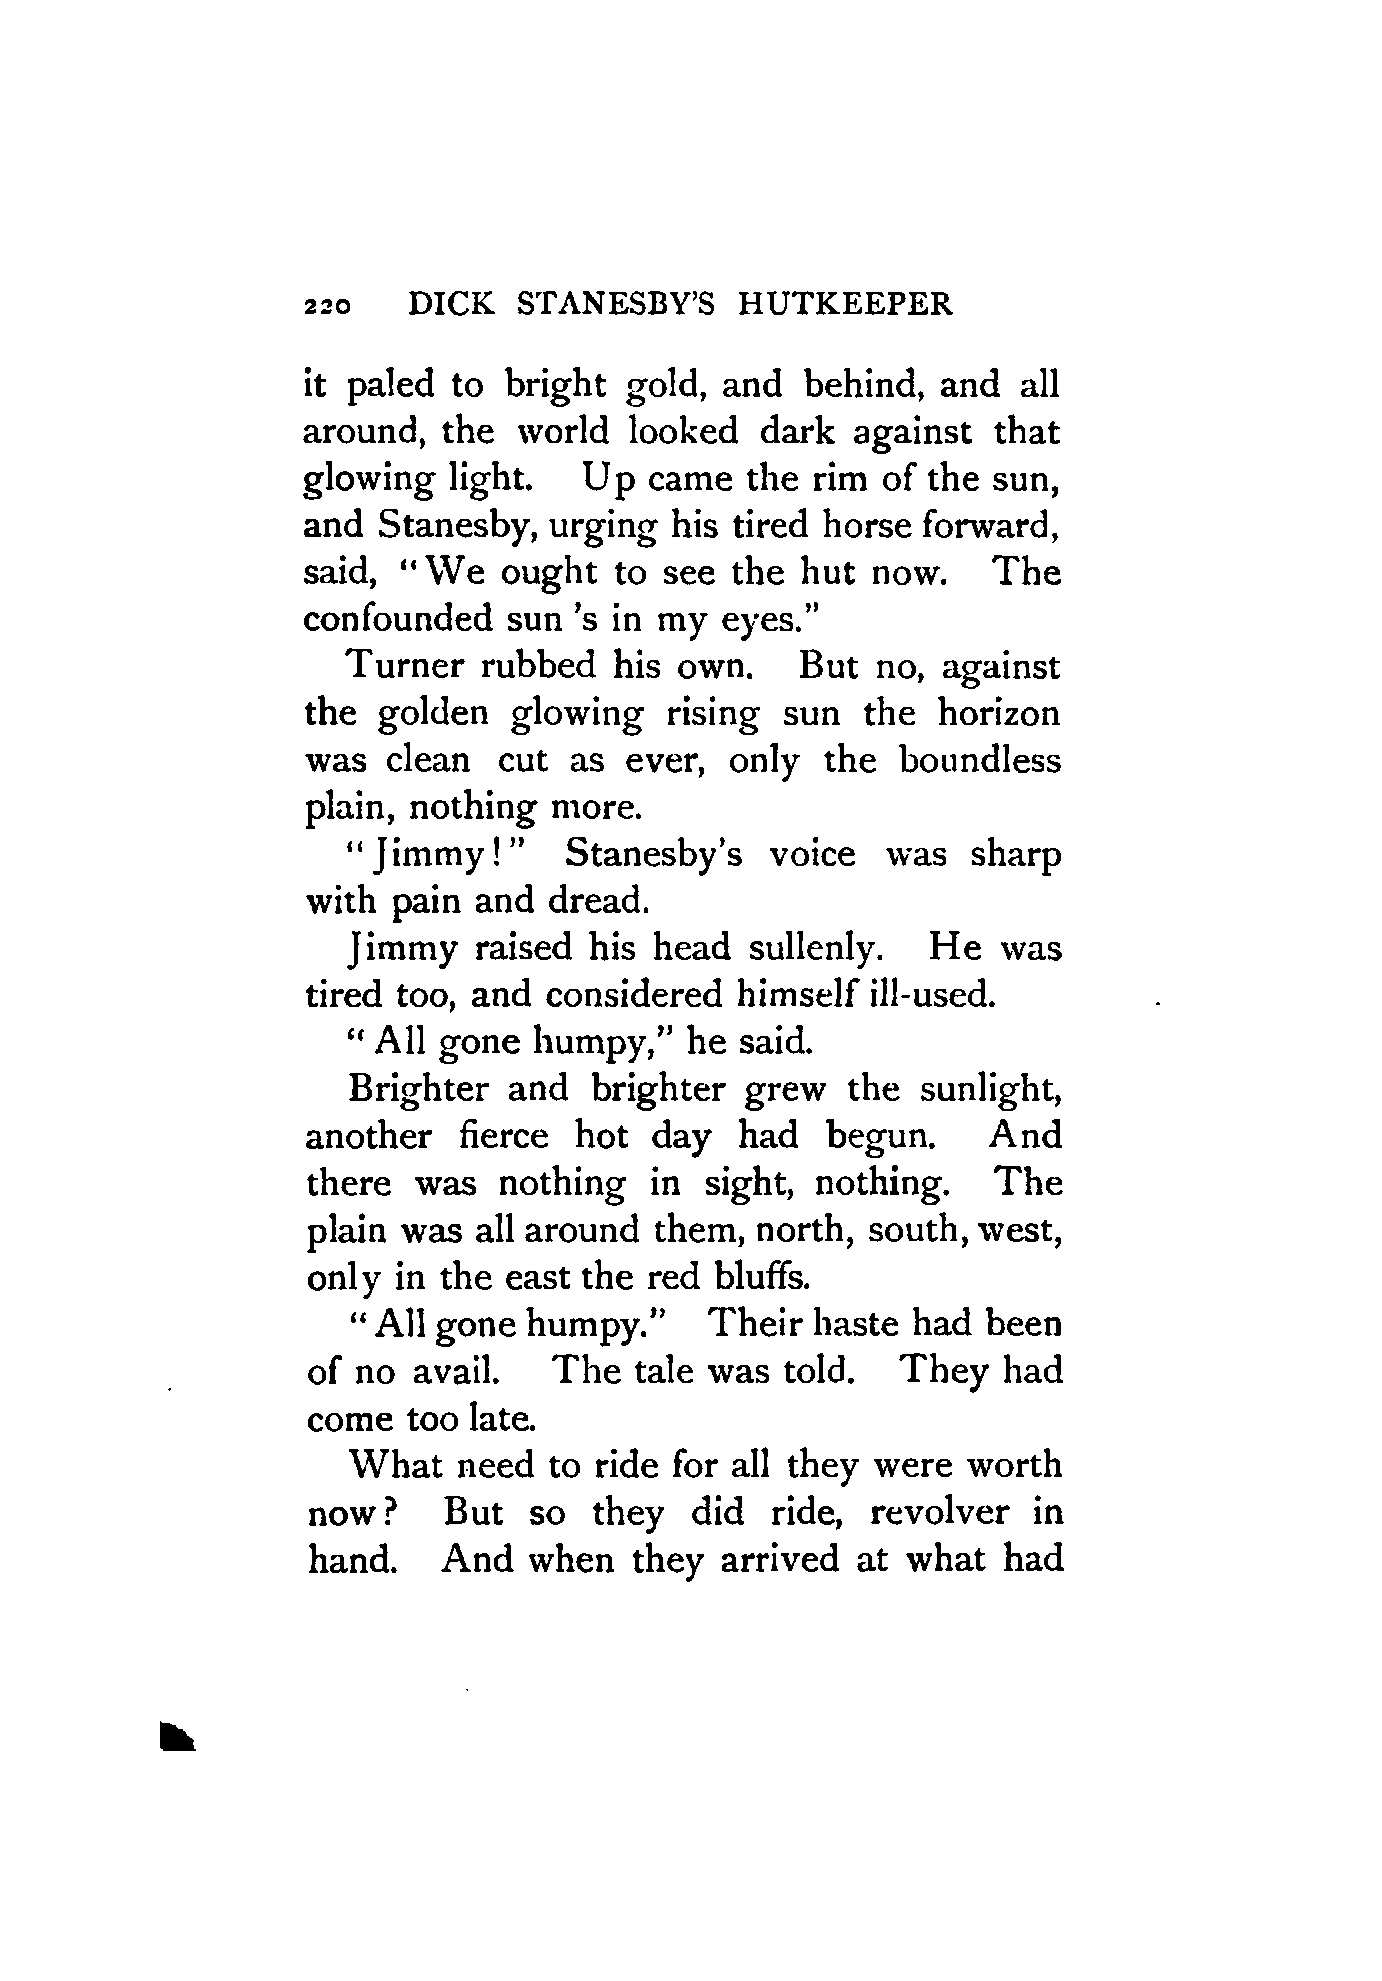 220 DICK STANESBY'S HUTKEEPER
it paled to bright gold, and behind, and all
around, the world looked dark against that
glowing light. Up came the rim of the sun,
and Stanesby, urging his tired horse forward,
said, "We ought to see the hut now. The
confounded sun 's in my eyes."
Turner rubbed his own. But no, against
the golden glowing rising sun the horizon
was clean cut as ever, only the boundless
plain, nothing more.
"Jimmy!" Stanesby's voice was sharp
with pain and dread.
Jimmy raised his head sullenly. He was
tired too, and considered himself ill-used.
"All gone humpy," he said.
Brighter and brighter grew the sunlight,
another fierce hot day had begun. And
there was nothing in sight, nothing. The
plain was all around them, north, south, west,
only in the east the red bluffs.
"All gone humpy." Their haste had been
of no avail. The tale was told. They had
come too late.
What need to ride for all they were worth
now? But so they did ride, revolver in
hand. And when they arrived at what had